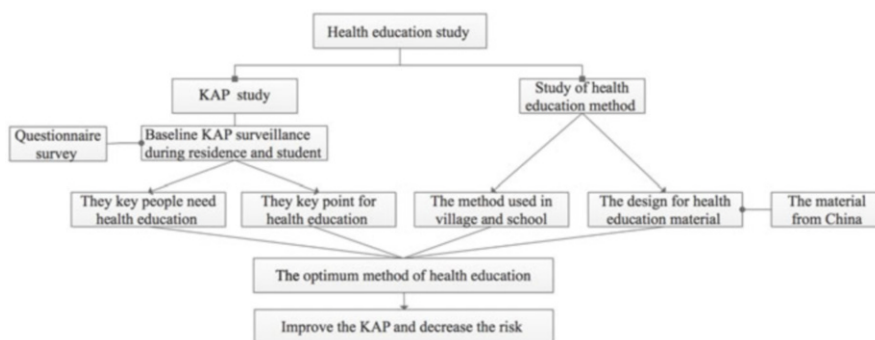 Health education study
KAP study
Study of health
education method
Questionnaire
survey
Baseline KAP surveillance
during residence and student
They key people need
health education
They key point for
health education
The method used in
village and school
The design for health
education material
The material
from China
The optimum method of health education
Improve the KAP and decrease the risk